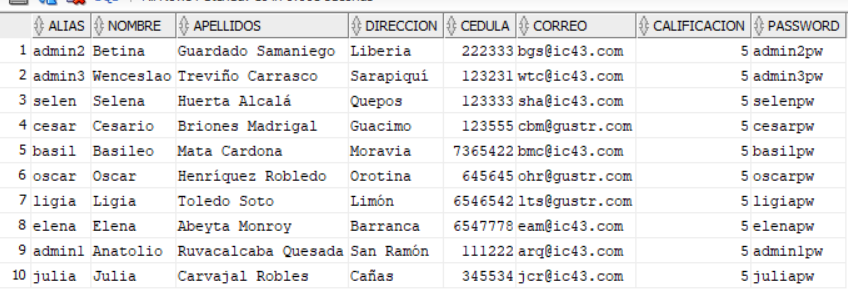 ALIAS NOMBRE APELLIDOS DIRECCION CEDULA CORREO CALIFICACION PASSWORD
1 admin2 Betina Guardado Samaniego Liberia 222333 bgs@ic43.com 5 admin2pw
2 admin3 Wenceslao Treviño Carrasco Sarapiquí 123231 wtc@ic43.com 5 admin3pw
3 selen Selena Huerta Alcalá Quepos 123333 sha@ic43.com 5 selenpw
4 cesar Cesario Briones Madrigal Guacimo 123555 cbm@gustr.com 5 cesarpw
5 basil Basileo Mata Cardona Moravia 7365422 bmc@ic43.com 5 basilpw
6 oscar Oscar Henríquez Robledo Orotina 645645 ohr@gustr.com 5 oscarpw
7 ligia Ligia Toledo Soto Limón 6546542 lts@gustr.com 5 ligiapw
8 elena Elena Abeyta Monroy Barranca 6547778 eam@ic43.com 5 elenapw
9 admin1 Anatolio Ruvacalcaba Quesada San Ramón 111222 arq@ic43.com 5 admin1pw
10 julia Julia Carvajal Robles Cañas 345534 jcr@ic43.com 5 juliapw